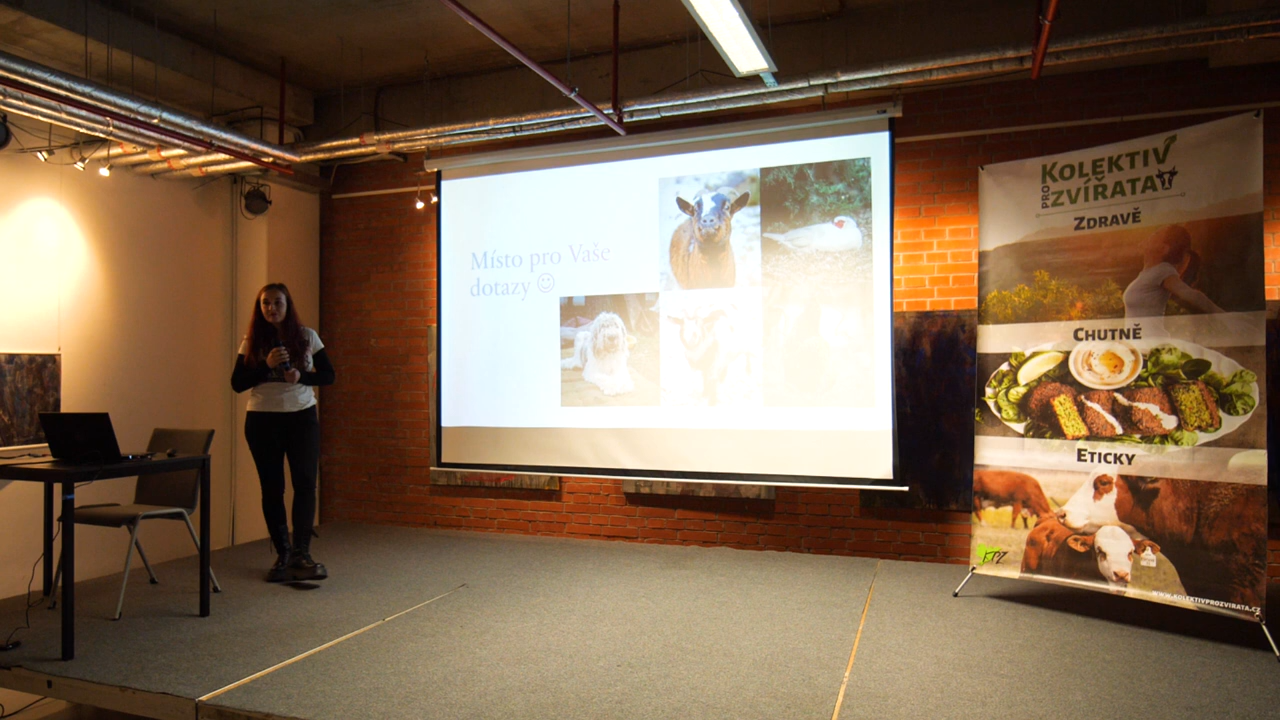 Místo pro Vaše
dotazy ☺
KOLEKTIV
PRO
ZVÍŘATA
ZDRAVĚ
CHUTNĚ
ETICKY
KPZ
WWW.KOLEKTIVPROZVIRATA.CZ